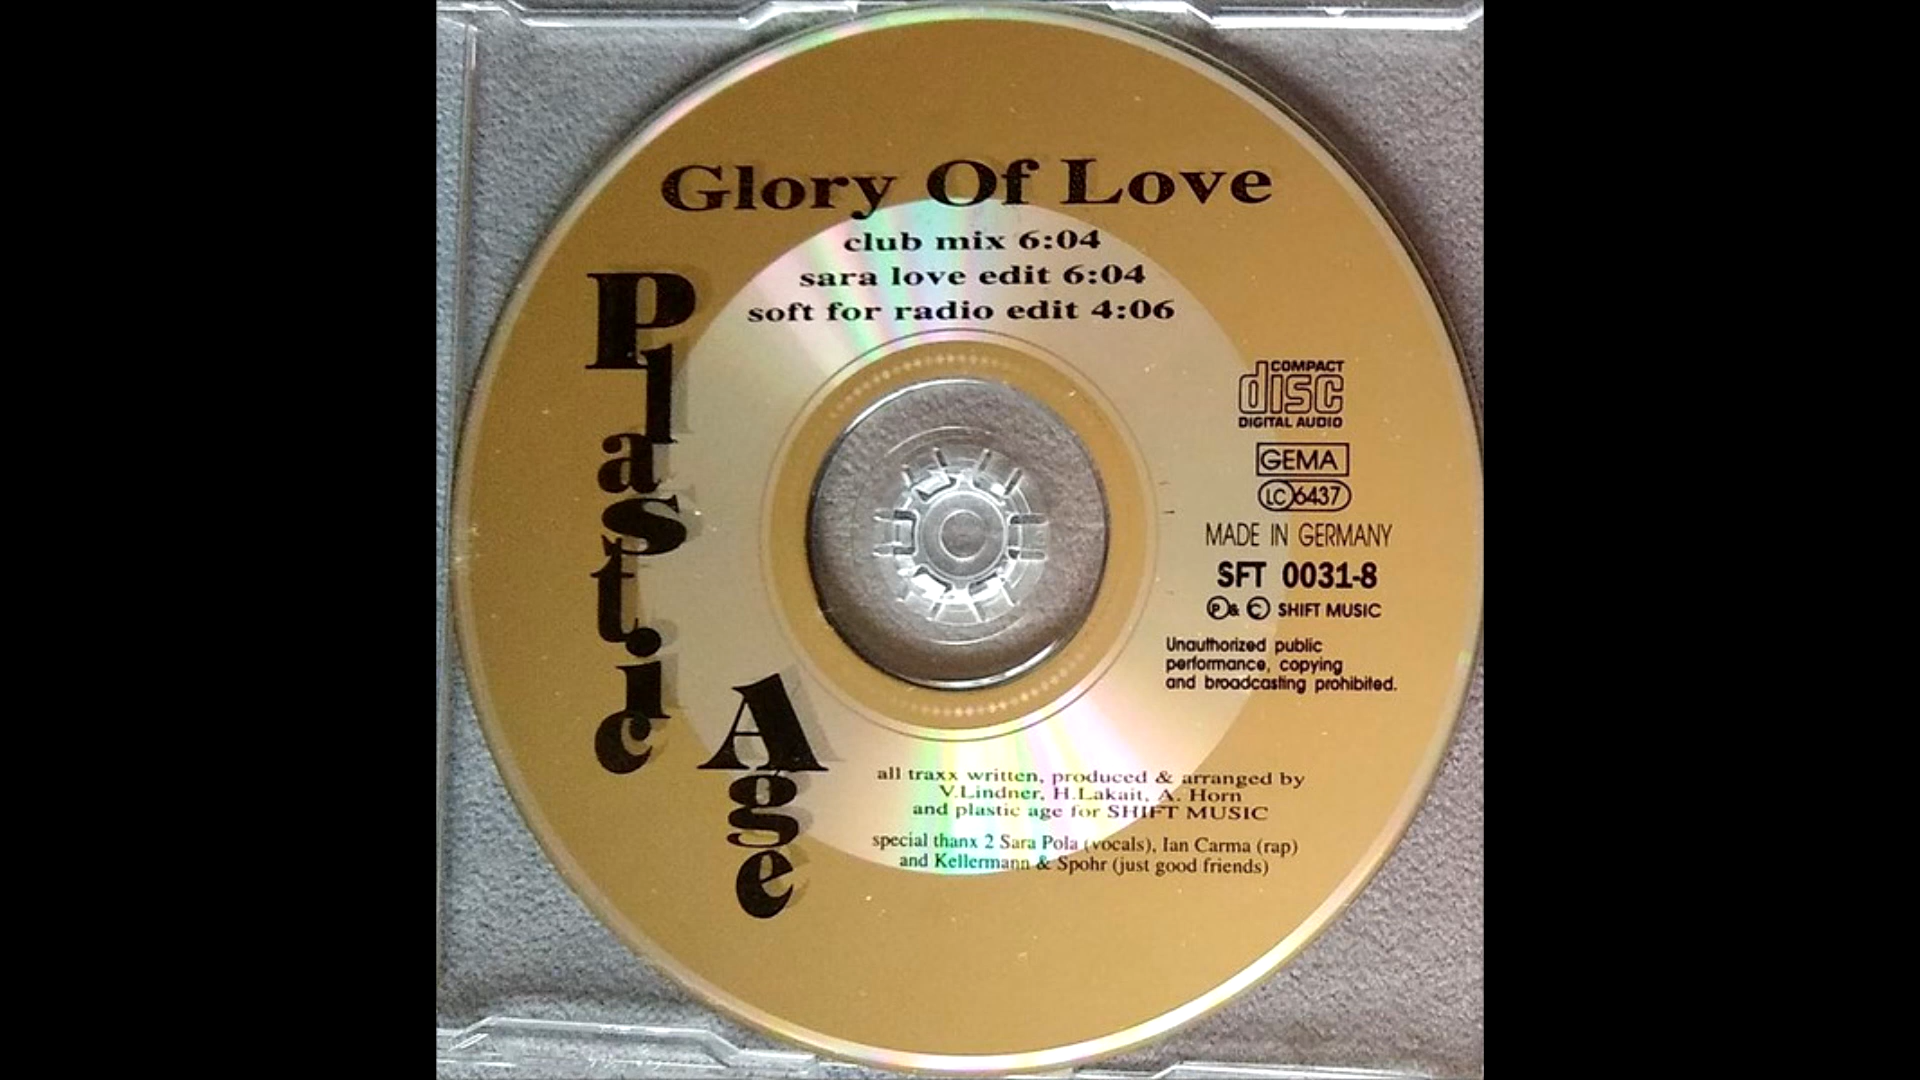 Glory Of Love
club mix 6:04
sara love edit 6:04
soft for radio edit 4:06
Plastic
Age
COMPACT
disc
DIGITAL AUDIO
GEMA
LC 6437
MADE IN GERMANY
SFT 0031-8
℗ & © SHIFT MUSIC
Unauthorized public
performance, copying
and broadcasting prohibited.
all traxx written, produced & arranged by
V.Lindner, H.Lakait, A. Horn
and plastic age for SHIFT MUSIC
special thanx 2 Sara Pola (vocals), Ian Carma (rap)
and Kellermann & Spohr (just good friends)